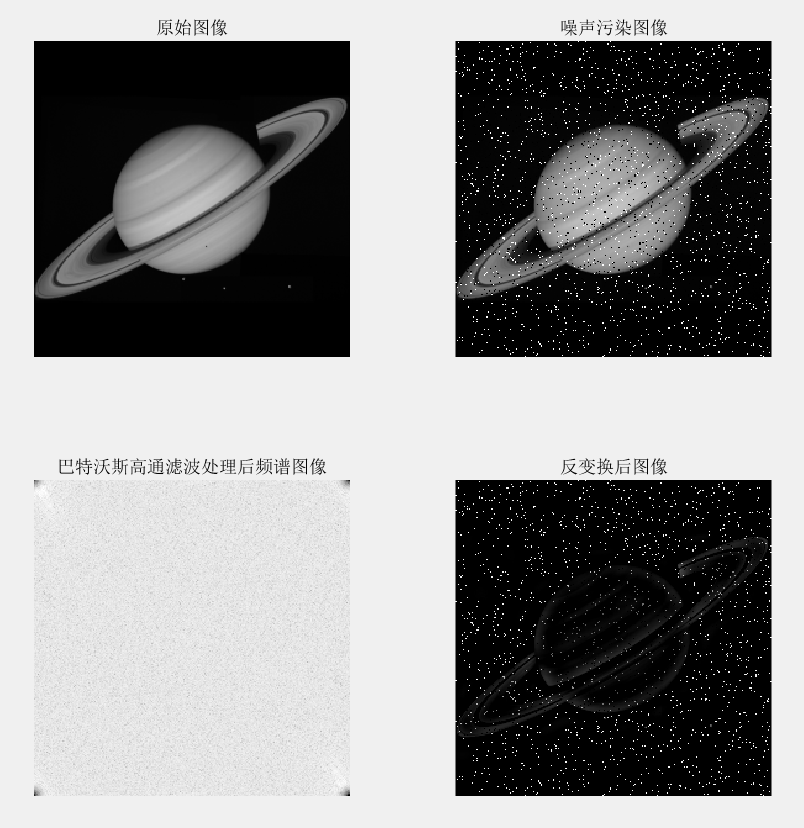 原始图像
噪声污染图像
巴特沃斯高通滤波处理后频谱图像
反变换后图像